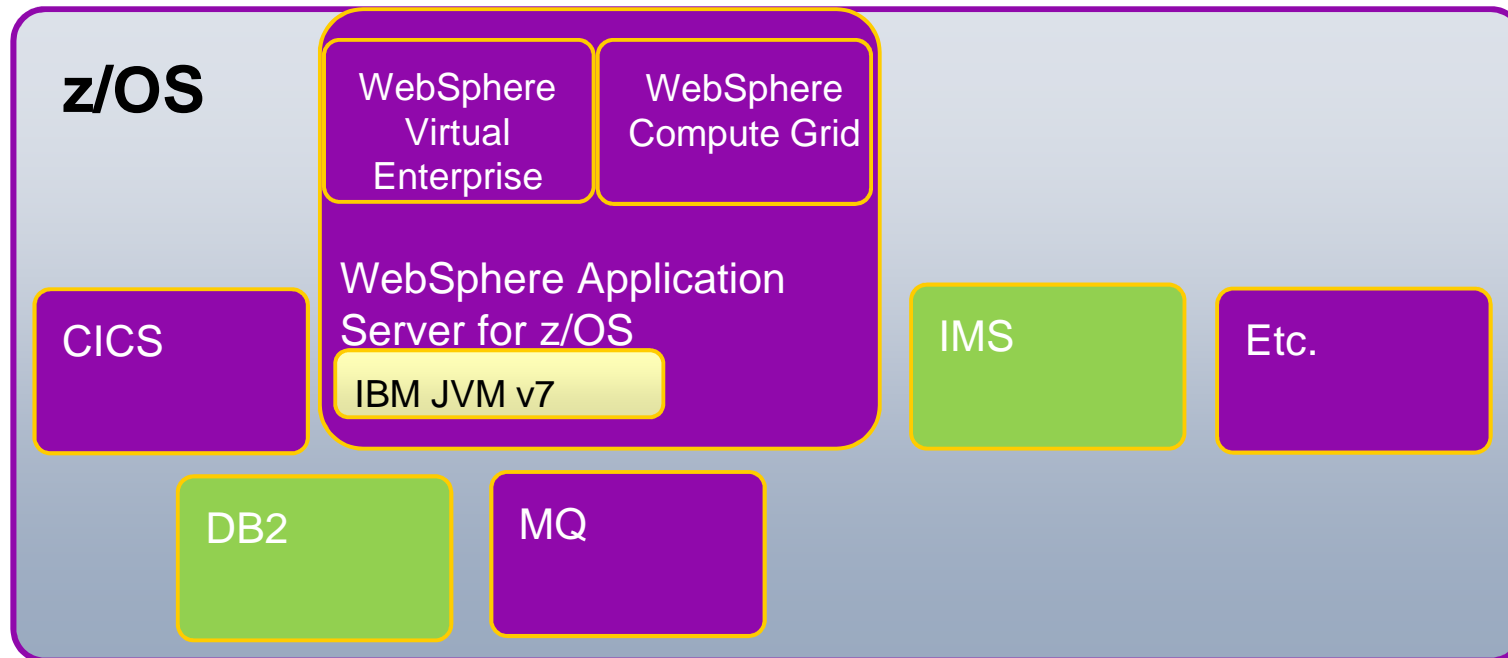 z/OS
WebSphere
Virtual
Enterprise
WebSphere
Compute Grid
WebSphere Application
Server for z/OS
IBM JVM v7
CICS
IMS
Etc.
DB2
MQ